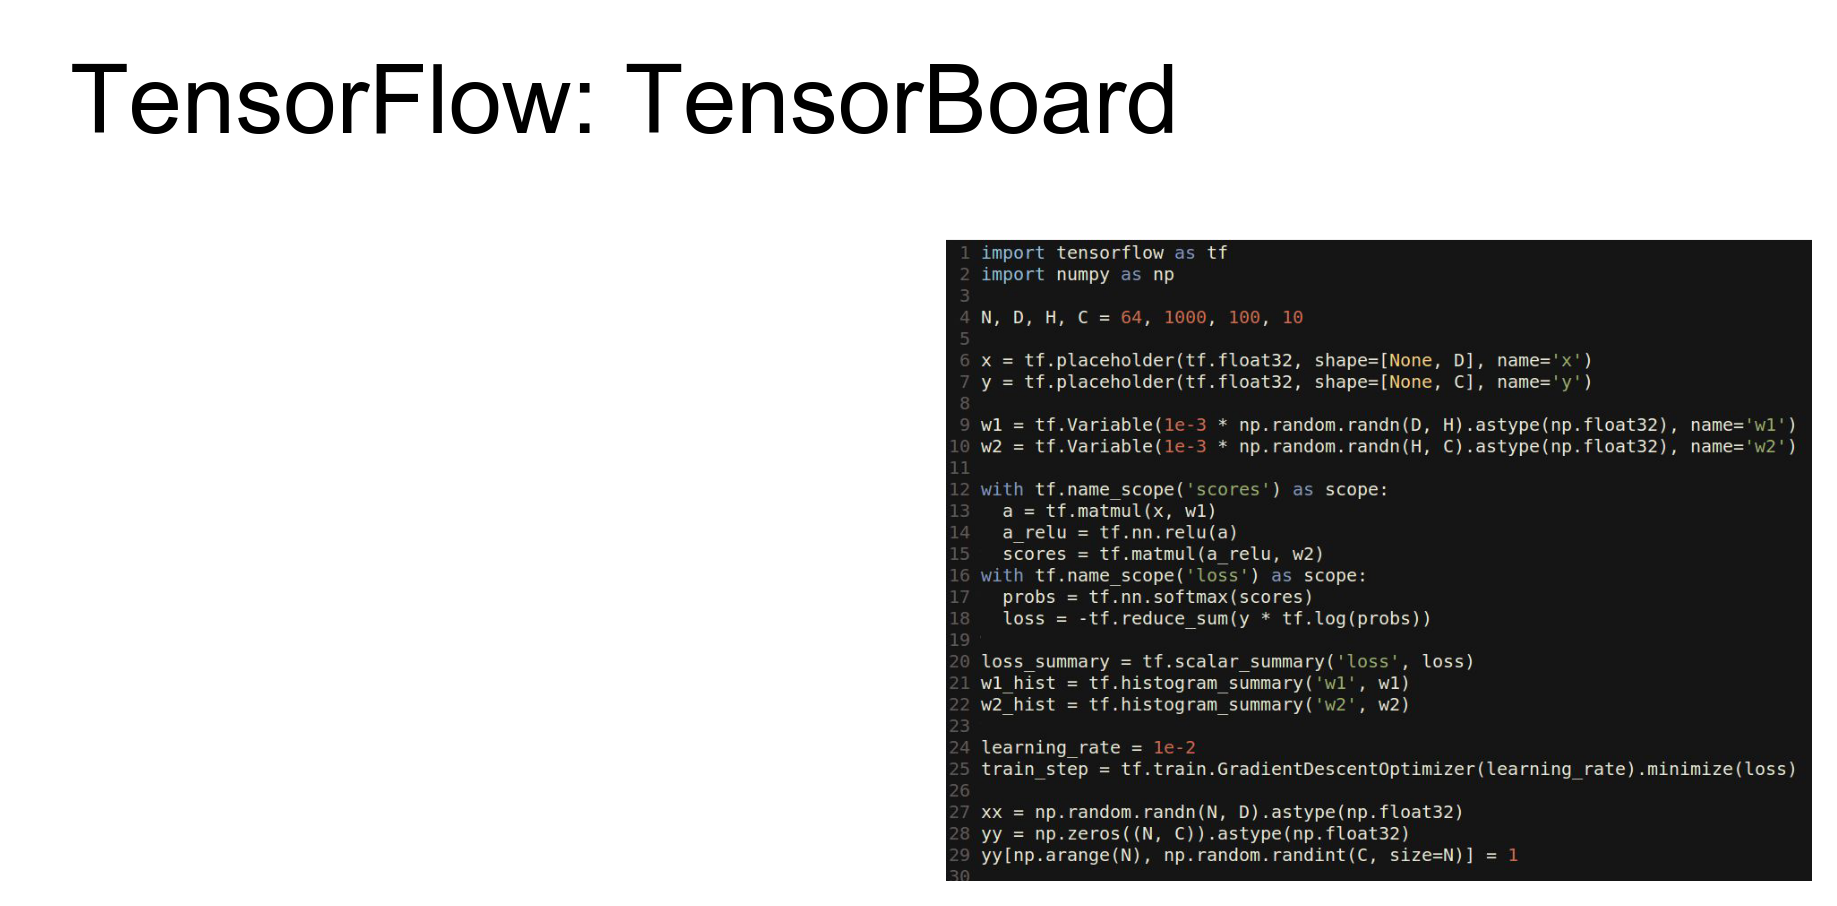 TensorFlow: TensorBoard
1 import tensorflow as tf
2 import numpy as np
3
4 N, D, H, C = 64, 1000, 100, 10
5
6 x = tf.placeholder(tf.float32, shape=[None, D], name='x')
7 y = tf.placeholder(tf.float32, shape=[None, C], name='y')
8
9 w1 = tf.Variable(1e-3 * np.random.randn(D, H).astype(np.float32), name='w1')
10 w2 = tf.Variable(1e-3 * np.random.randn(H, C).astype(np.float32), name='w2')
11
12 with tf.name_scope('scores') as scope:
13   a = tf.matmul(x, w1)
14   a_relu = tf.nn.relu(a)
15   scores = tf.matmul(a_relu, w2)
16 with tf.name_scope('loss') as scope:
17   probs = tf.nn.softmax(scores)
18   loss = -tf.reduce_sum(y * tf.log(probs))
19
20 loss_summary = tf.scalar_summary('loss', loss)
21 w1_hist = tf.histogram_summary('w1', w1)
22 w2_hist = tf.histogram_summary('w2', w2)
23
24 learning_rate = 1e-2
25 train_step = tf.train.GradientDescentOptimizer(learning_rate).minimize(loss)
26
27 xx = np.random.randn(N, D).astype(np.float32)
28 yy = np.zeros((N, C)).astype(np.float32)
29 yy[np.arange(N), np.random.randint(C, size=N)] = 1
30